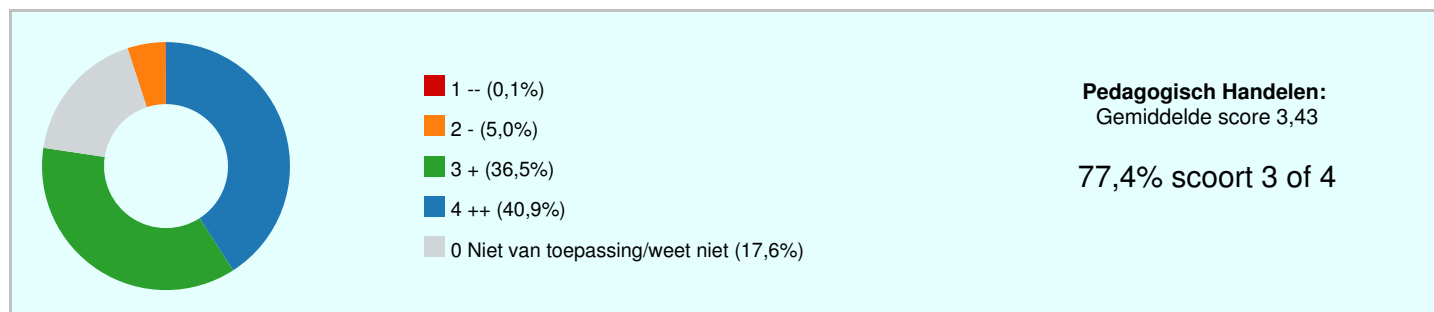 1 -- (0,1%)
2 - (5,0%)
3 + (36,5%)
4 ++ (40,9%)
0 Niet van toepassing/weet niet (17,6%)
Pedagogisch Handelen:
Gemiddelde score 3,43
77,4% scoort 3 of 4